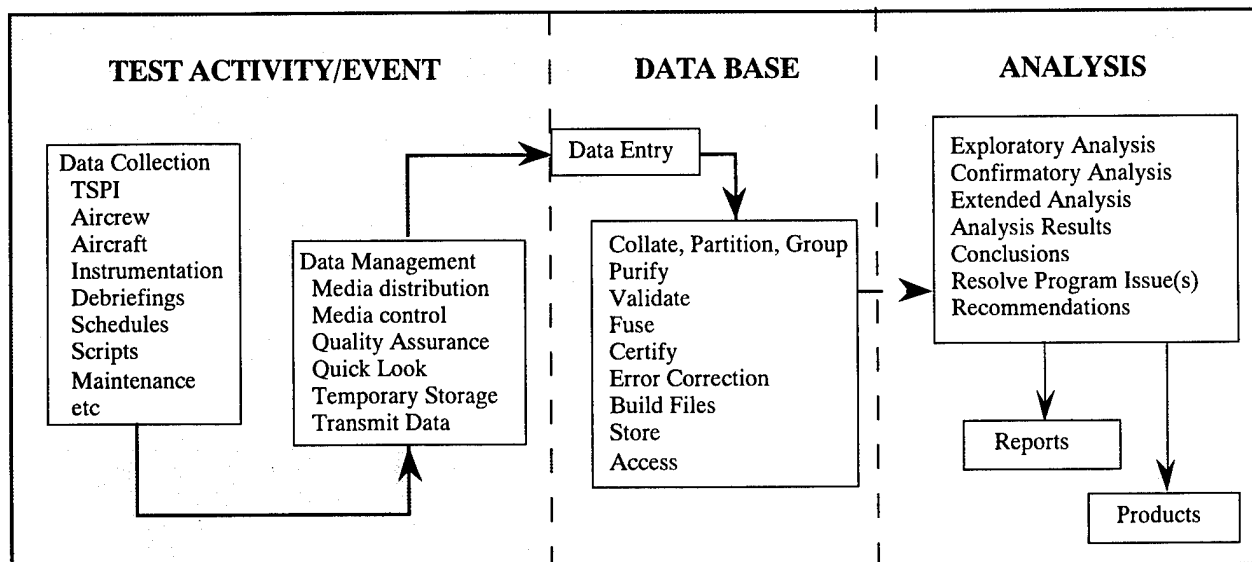 TEST ACTIVITY/EVENT
Data Collection
TSPI
Aircrew
Aircraft
Instrumentation
Debriefings
Schedules
Scripts
Maintenance
etc
Data Management
Media distribution
Media control
Quality Assurance
Quick Look
Temporary Storage
Transmit Data
DATA BASE
Data Entry
Collate, Partition, Group
Purify
Validate
Fuse
Certify
Error Correction
Build Files
Store
Access
ANALYSIS
Exploratory Analysis
Confirmatory Analysis
Extended Analysis
Analysis Results
Conclusions
Resolve Program Issue(s)
Recommendations
Reports
Products